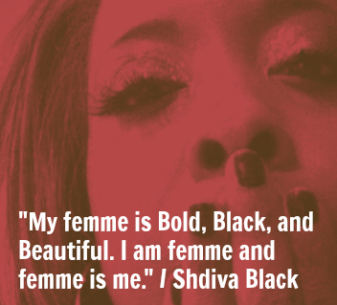 "My femme is Bold, Black, and
Beautiful. I am femme and
femme is me." / Shdiva Black